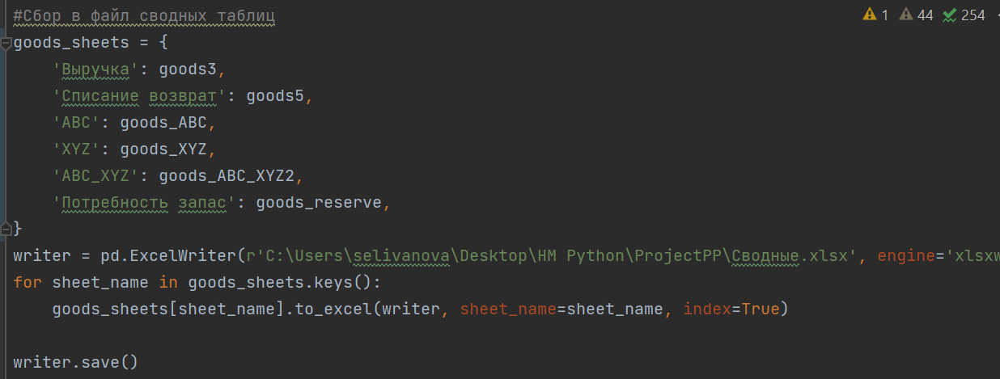 #Сбор в файл сводных таблиц
1 44 254
goods_sheets = {
    'Выручка': goods3,
    'Списание возврат': goods5,
    'ABC': goods_ABC,
    'XYZ': goods_XYZ,
    'ABC_XYZ': goods_ABC_XYZ2,
    'Потребность запас': goods_reserve,
}
writer = pd.ExcelWriter(r'C:\Users\selivanova\Desktop\HM Python\ProjectPP\Сводные.xlsx', engine='xlsxw
for sheet_name in goods_sheets.keys():
    goods_sheets[sheet_name].to_excel(writer, sheet_name=sheet_name, index=True)
writer.save()